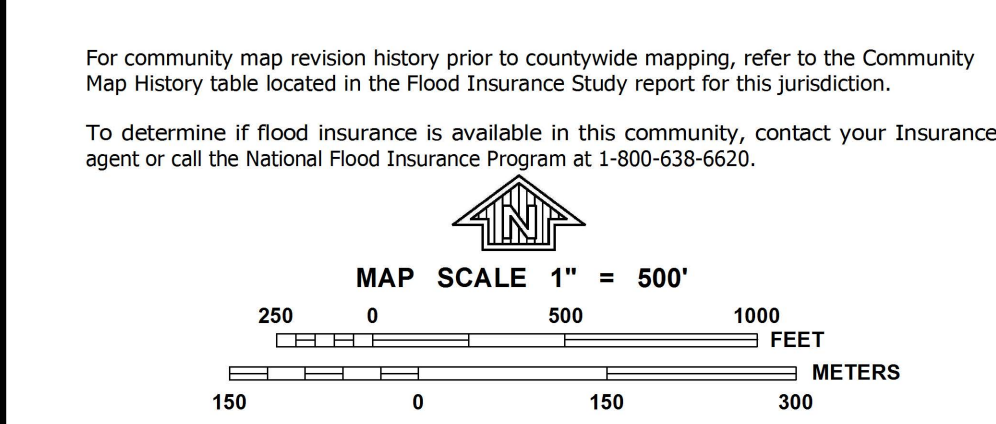 For community map revision history prior to countywide mapping, refer to the Community
Map History table located in the Flood Insurance Study report for this jurisdiction.
To determine if flood insurance is available in this community, contact your Insurance
agent or call the National Flood Insurance Program at 1-800-638-6620.
N
MAP SCALE 1" = 500'
250 0 500 1000
FEET
METERS
150 0 150 300